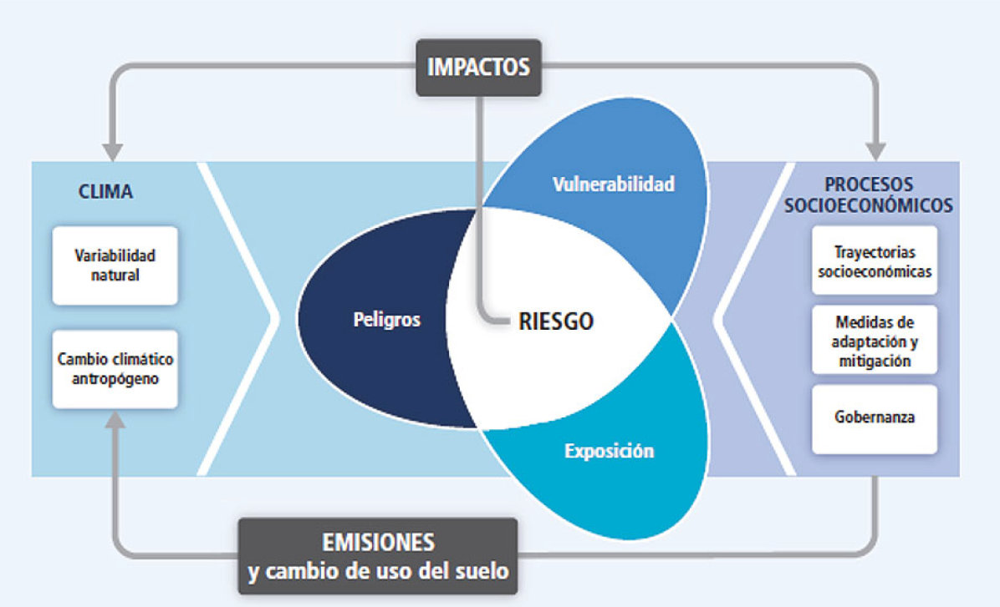 IMPACTOS
CLIMA
Variabilidad
natural
Cambio climático
antropógeno
Vulnerabilidad
Peligros
RIESGO
Exposición
PROCESOS
SOCIOECONÓMICOS
Trayectorias
socioeconómicas
Medidas de
adaptación y
mitigación
Gobernanza
EMISIONES
y cambio de uso del suelo